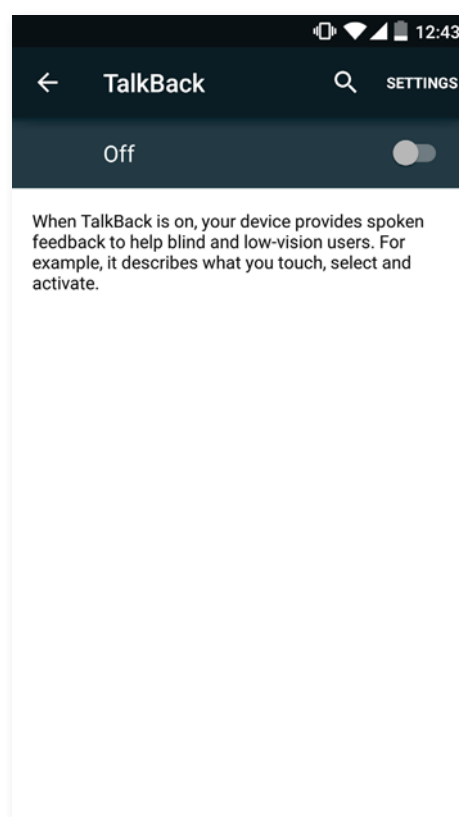 12:43
TalkBack
SETTINGS
Off
When TalkBack is on, your device provides spoken
feedback to help blind and low-vision users. For
example, it describes what you touch, select and
activate.